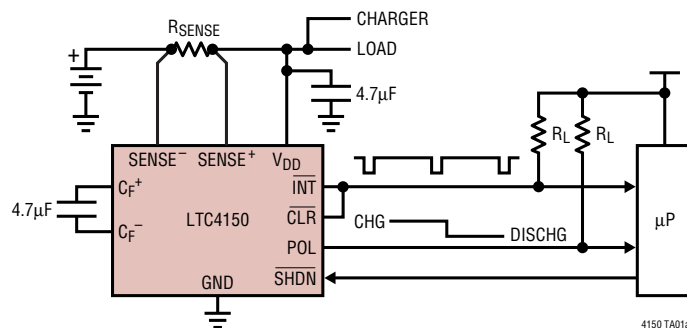 RSENSE
CHARGER
LOAD
+
4.7μF
SENSE– SENSE+ VDD
RL RL
CF+
INT
4.7μF
LTC4150
CLR
CHG
DISCHG
μP
CF–
POL
GND
SHDN
4150 TA01a